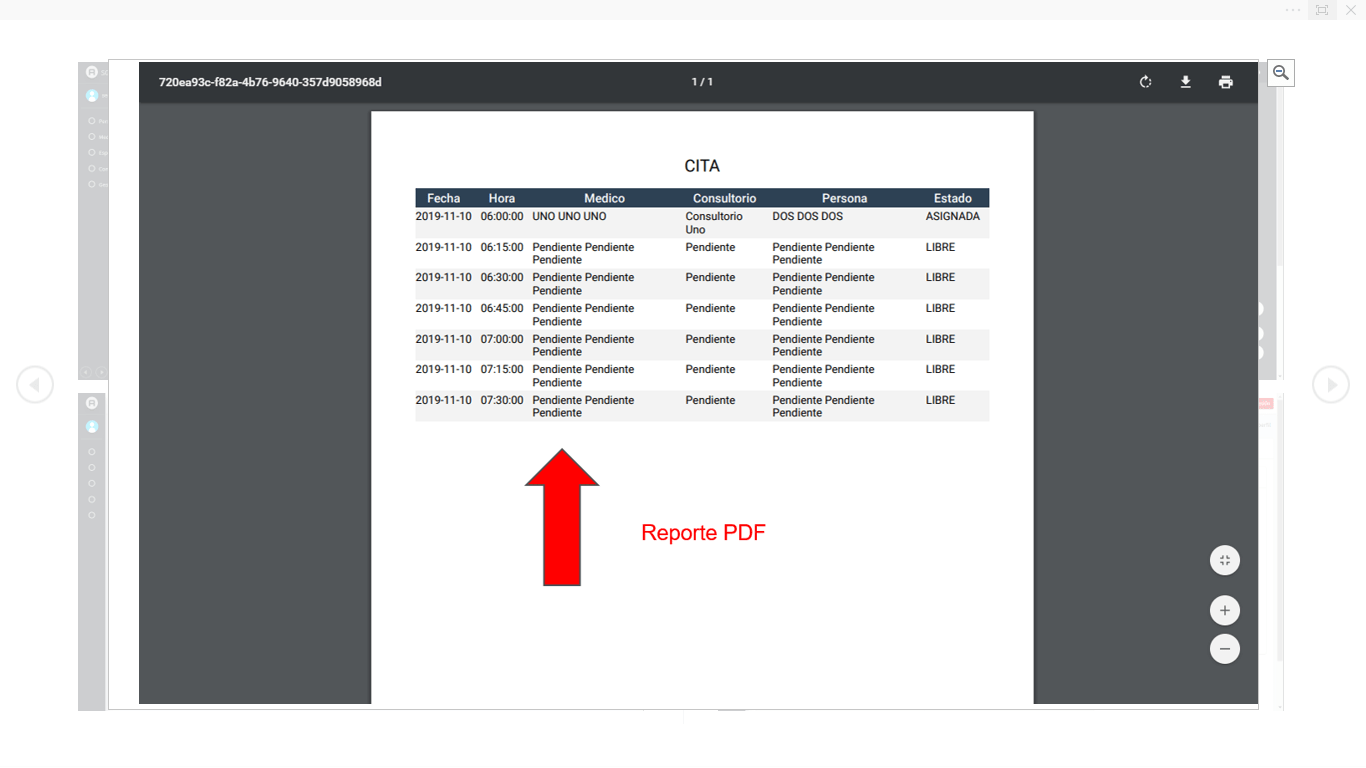 720ea93c-f82a-4b76-9640-357d9058968d 1 / 1
CITA
Fecha Hora Medico Consultorio Persona Estado
2019-11-10 06:00:00 UNO UNO UNO Consultorio DOS DOS DOS ASIGNADA
Uno
2019-11-10 06:15:00 Pendiente Pendiente Pendiente Pendiente Pendiente LIBRE
Pendiente Pendiente
2019-11-10 06:30:00 Pendiente Pendiente Pendiente Pendiente Pendiente LIBRE
Pendiente Pendiente
2019-11-10 06:45:00 Pendiente Pendiente Pendiente Pendiente Pendiente LIBRE
Pendiente Pendiente
2019-11-10 07:00:00 Pendiente Pendiente Pendiente Pendiente Pendiente LIBRE
Pendiente Pendiente
2019-11-10 07:15:00 Pendiente Pendiente Pendiente Pendiente Pendiente LIBRE
Pendiente Pendiente
2019-11-10 07:30:00 Pendiente Pendiente Pendiente Pendiente Pendiente LIBRE
Pendiente Pendiente
Reporte PDF